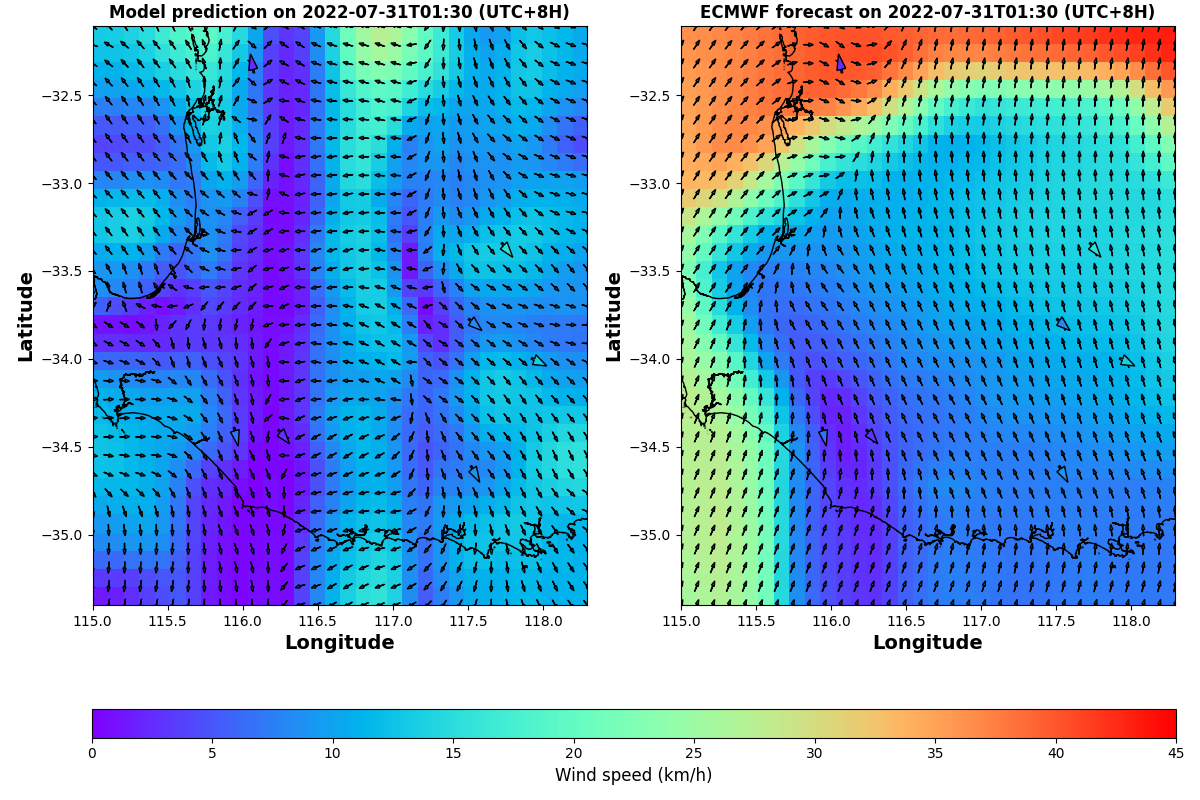 Model prediction on 2022-07-31T01:30 (UTC+8H)
ECMWF forecast on 2022-07-31T01:30 (UTC+8H)
Latitude
−32.5
−33.0
−33.5
−34.0
−34.5
−35.0
115.0 115.5 116.0 116.5 117.0 117.5 118.0
Longitude
Latitude
−32.5
−33.0
−33.5
−34.0
−34.5
−35.0
115.0 115.5 116.0 116.5 117.0 117.5 118.0
Longitude
0 5 10 15 20 25 30 35 40 45
Wind speed (km/h)